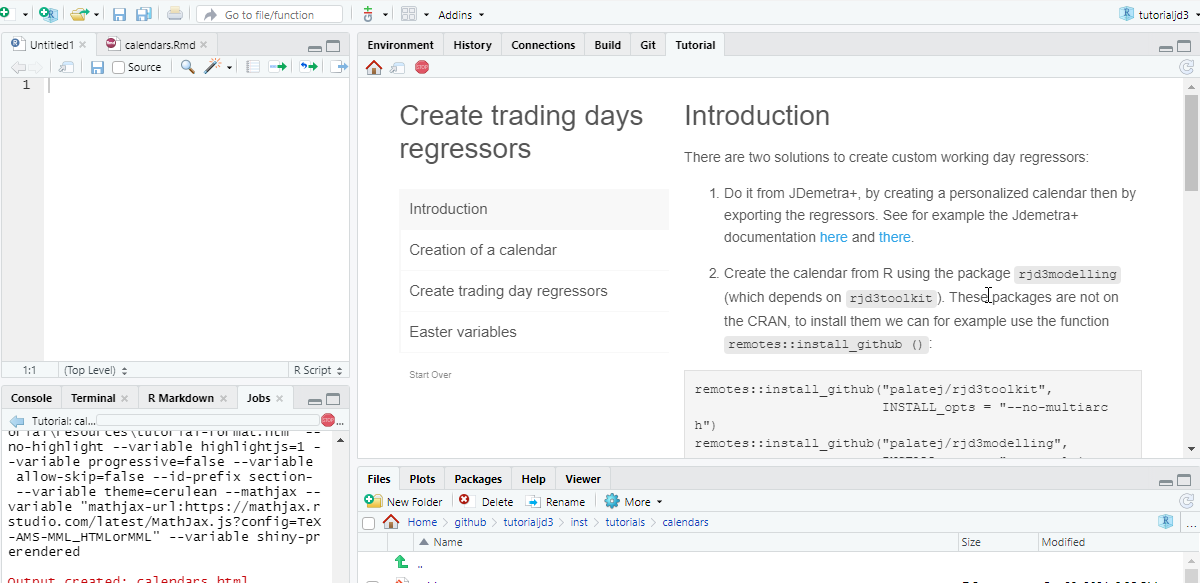 Go to file/function
Addins
tutorialjd3
Untitled1
calendars.Rmd
Source
1
1:1
(Top Level)
R Script
Console
Terminal
R Markdown
Jobs
Tutorial: cal...
STOP
...
orial\resources\tutorial-format.htm" --
no-highlight --variable highlightjs=1 -
-variable progressive=false --variable
allow-skip=false --id-prefix section-
--variable theme=cerulean --mathjax --
variable "mathjax-url:https://mathjax.r
studio.com/latest/MathJax.js?config=TeX
-AMS-MML_HTMLorMML" --variable shiny-pr
erendered
Output created: calendars.html
Environment
History
Connections
Build
Git
Tutorial
STOP
Create trading days
regressors
Introduction
Creation of a calendar
Create trading day regressors
Easter variables
Start Over
Introduction
There are two solutions to create custom working day regressors:
1. Do it from JDemetra+, by creating a personalized calendar then by
exporting the regressors. See for example the Jdemetra+
documentation here and there.
2. Create the calendar from R using the package rjd3modelling
(which depends on rjd3toolkit). These packages are not on
the CRAN, to install them we can for example use the function
remotes::install_github ():
remotes::install_github("palatej/rjd3toolkit",
INSTALL_opts = "--no-multiarc
h")
remotes::install_github("palatej/rjd3modelling",
Files
Plots
Packages
Help
Viewer
New Folder
Delete
Rename
More
Home
github
tutorialjd3
inst
tutorials
calendars
...
Name
Size
Modified
..